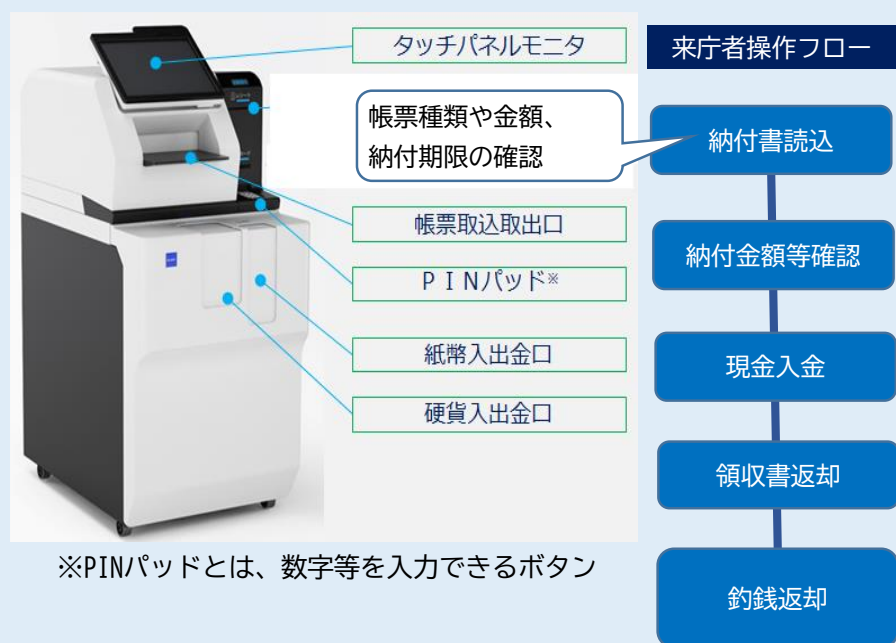 タッチパネルモニタ
帳票種類や金額、
納付期限の確認
帳票取込取出口
ＰＩＮパッド※
紙幣入出金口
硬貨入出金口
※PINパッドとは、数字等を入力できるボタン
来庁者操作フロー
納付書読込
納付金額等確認
現金入金
領収書返却
釣銭返却